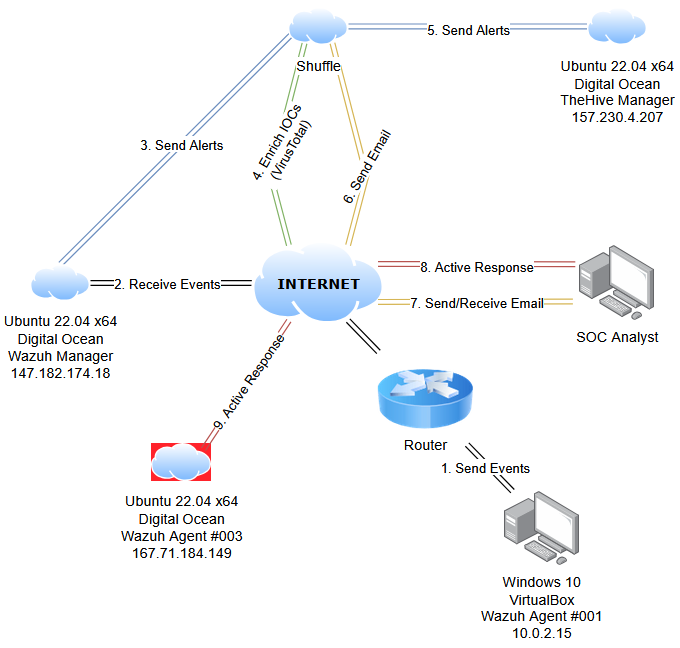 5. Send Alerts
Shuffle
Ubuntu 22.04 x64
Digital Ocean
TheHive Manager
157.230.4.207
3. Send Alerts
4. Enrich IOCs
(VirusTotal)
6. Send Email
INTERNET
2. Receive Events
8. Active Response
7. Send/Receive Email
Ubuntu 22.04 x64
Digital Ocean
Wazuh Manager
147.182.174.18
SOC Analyst
9. Active Response
Router
1. Send Events
Ubuntu 22.04 x64
Digital Ocean
Wazuh Agent #003
167.71.184.149
Windows 10
VirtualBox
Wazuh Agent #001
10.0.2.15